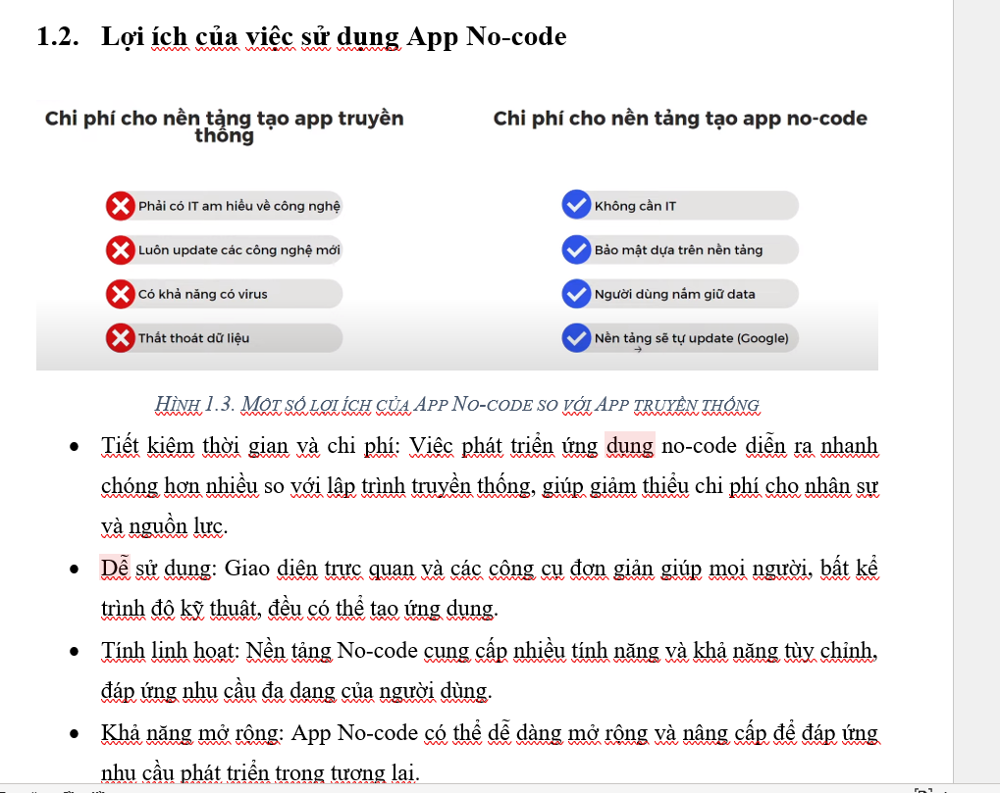 1.2. Lợi ích của việc sử dụng App No-code
Chi phí cho nền tảng tạo app truyền
thống
Chi phí cho nền tảng tạo app no-code
Phải có IT am hiểu về công nghệ
Luôn update các công nghệ mới
Có khả năng có virus
Thất thoát dữ liệu
Không cần IT
Bảo mật dựa trên nền tảng
Người dùng nắm giữ data
Nền tảng sẽ tự update (Google)
HÌNH 1.3. MỘT SỐ LỢI ÍCH CỦA APP NO-CODE SO VỚI APP TRUYỀN THỐNG
• Tiết kiệm thời gian và chi phí: Việc phát triển ứng dụng no-code diễn ra nhanh
chóng hơn nhiều so với lập trình truyền thống, giúp giảm thiểu chi phí cho nhân sự
và nguồn lực.
• Dễ sử dụng: Giao diện trực quan và các công cụ đơn giản giúp mọi người, bất kể
trình độ kỹ thuật, đều có thể tạo ứng dụng.
• Tính linh hoạt: Nền tảng No-code cung cấp nhiều tính năng và khả năng tùy chỉnh,
đáp ứng nhu cầu đa dạng của người dùng.
• Khả năng mở rộng: App No-code có thể dễ dàng mở rộng và nâng cấp để đáp ứng
nhu cầu phát triển trong tương lai.